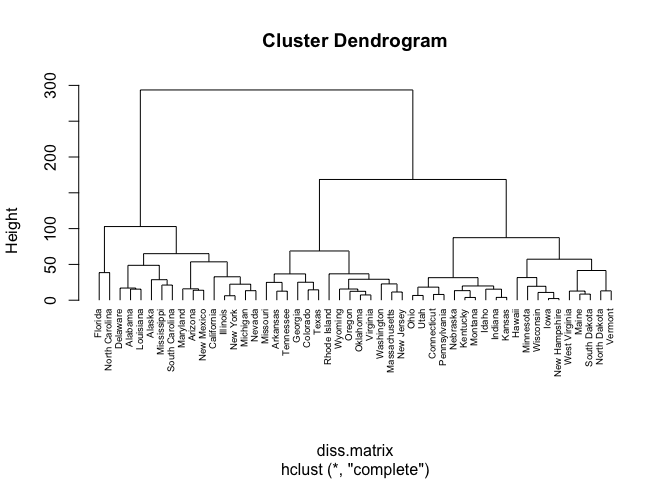 Cluster Dendrogram
Height
300
200
100
50
0
Florida
North Carolina
Delaware
Alabama
Louisiana
Alaska
Mississippi
South Carolina
Maryland
Arizona
New Mexico
California
Illinois
New York
Michigan
Nevada
Missouri
Arkansas
Tennessee
Georgia
Colorado
Texas
Rhode Island
Wyoming
Oregon
Oklahoma
Virginia
Washington
Massachusetts
New Jersey
Ohio
Utah
Connecticut
Pennsylvania
Nebraska
Kentucky
Montana
Idaho
Indiana
Kansas
Hawaii
Minnesota
Wisconsin
Iowa
New Hampshire
West Virginia
Maine
South Dakota
North Dakota
Vermont
diss.matrix
hclust (*, "complete")